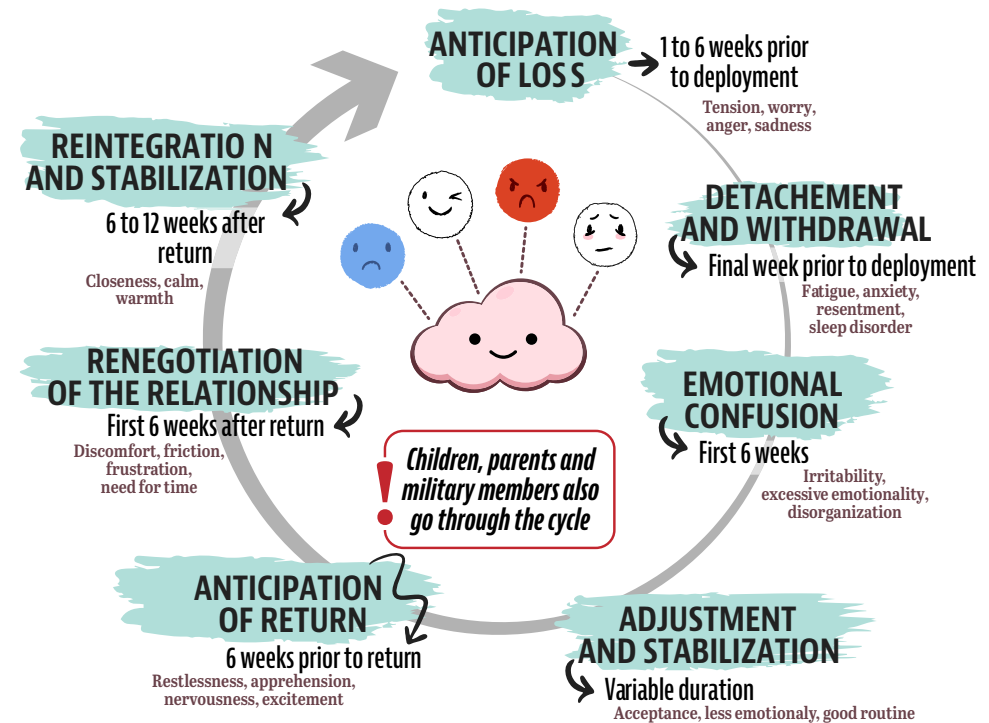 ANTICIPATION
OF LOSS
1 to 6 weeks prior
to deployment
Tension, worry,
anger, sadness
DETACHEMENT
AND WITHDRAWAL
Final week prior to deployment
Fatigue, anxiety,
resentment,
sleep disorder
EMOTIONAL
CONFUSION
First 6 weeks
Irritability,
excessive emotionality,
disorganization
ADJUSTMENT
AND STABILIZATION
Variable duration
Acceptance, less emotionaly, good routine
ANTICIPATION
OF RETURN
6 weeks prior to return
Restlessness, apprehension,
nervousness, excitement
RENEGOTIATION
OF THE RELATIONSHIP
First 6 weeks after return
Discomfort, friction,
frustration,
need for time
REINTEGRATION
AND STABILIZATION
6 to 12 weeks after
return
Closeness, calm,
warmth
!
Children, parents and
military members also
go through the cycle